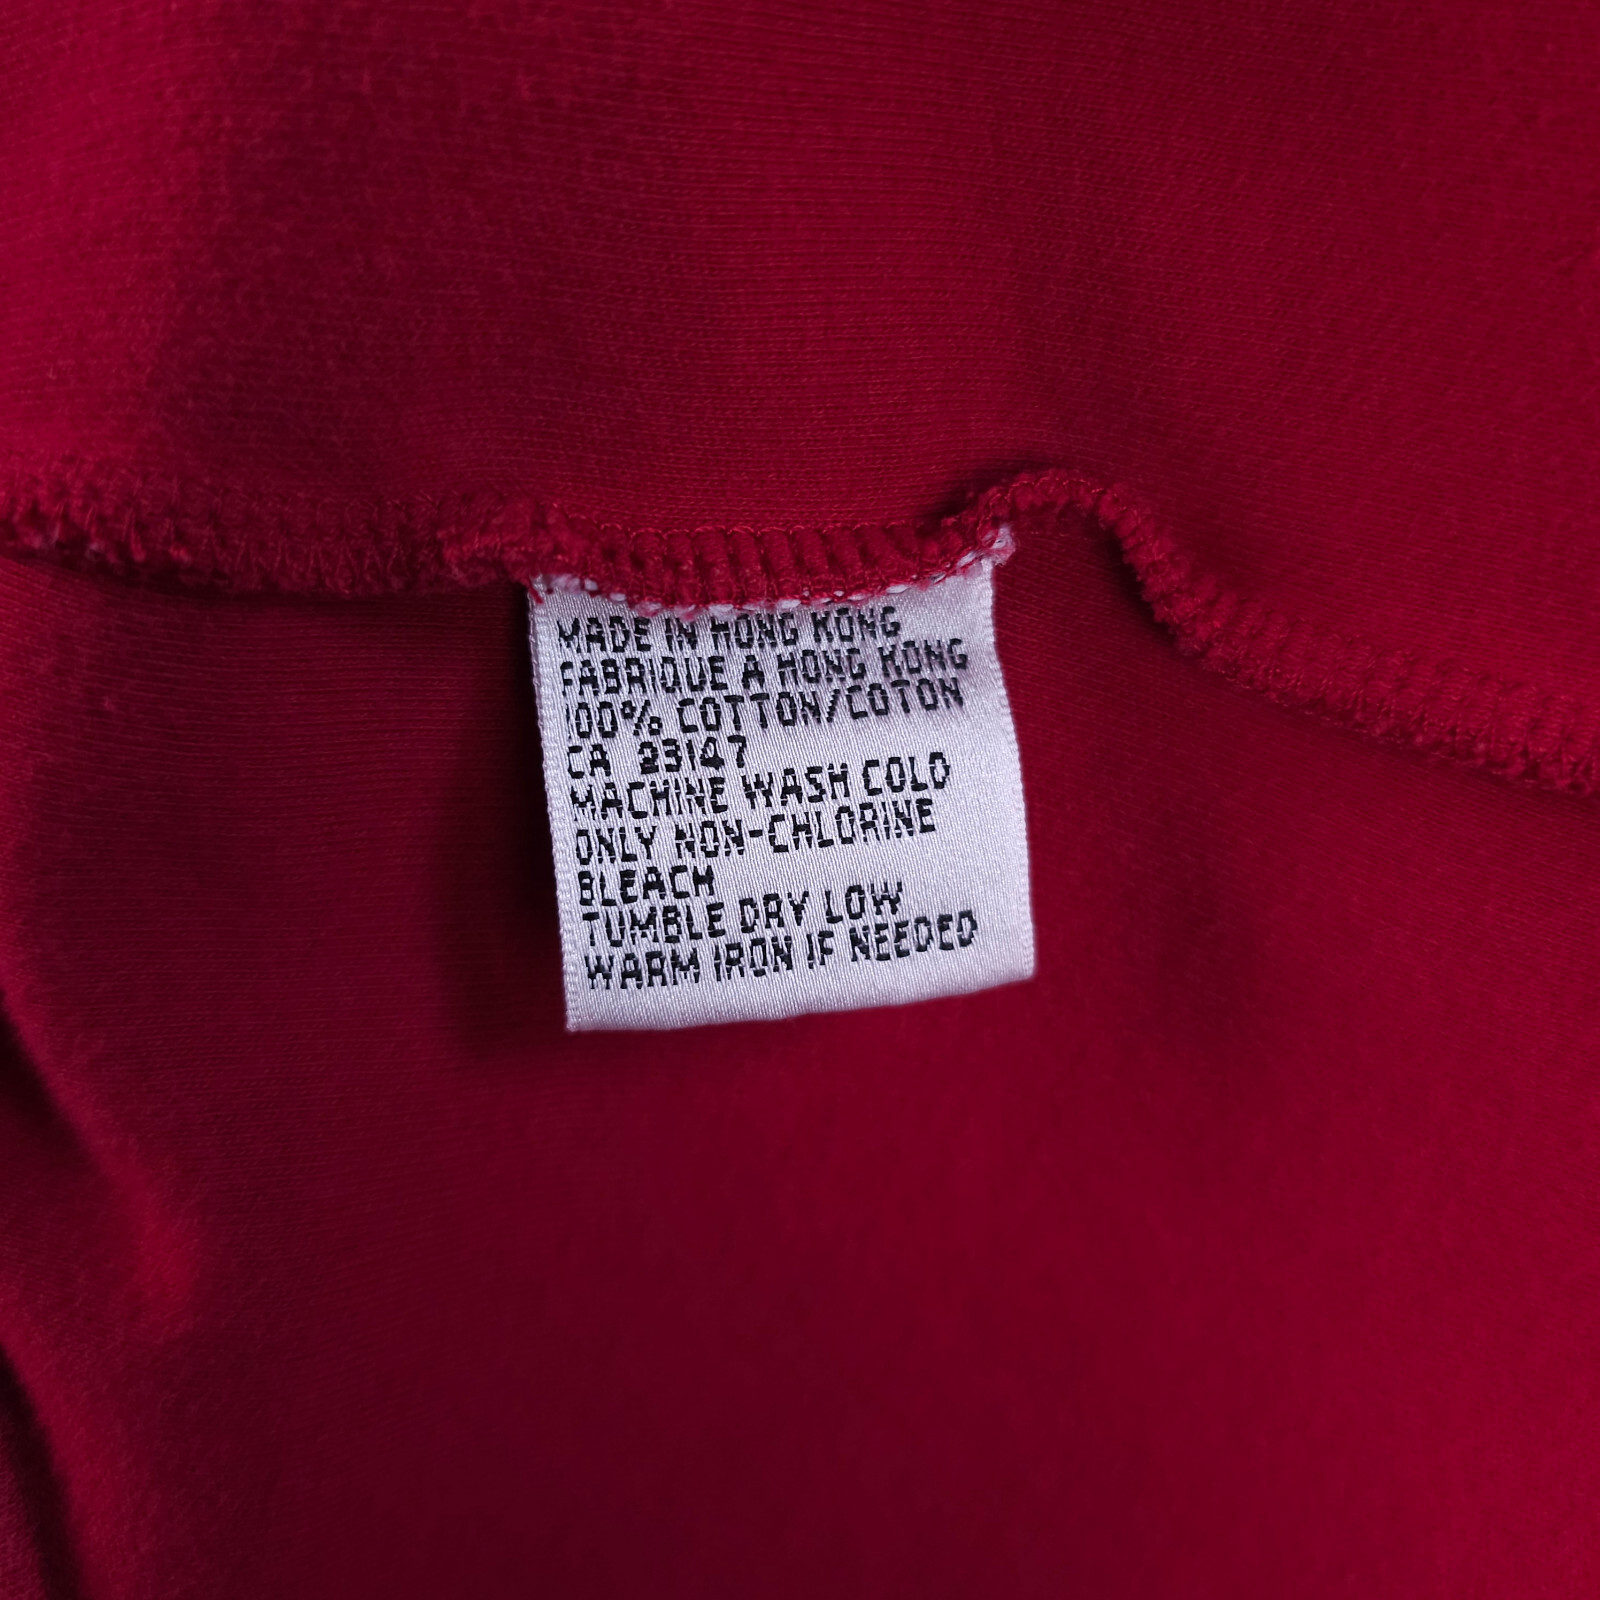 MADE IN HONG KONG
FABRIQUE A HONG KONG
100% COTTON/COTON
CA 23147
MACHINE WASH COLD
ONLY NON-CHLORINE
BLEACH
TUMBLE DRY LOW
WARM IRON IF NEEDED